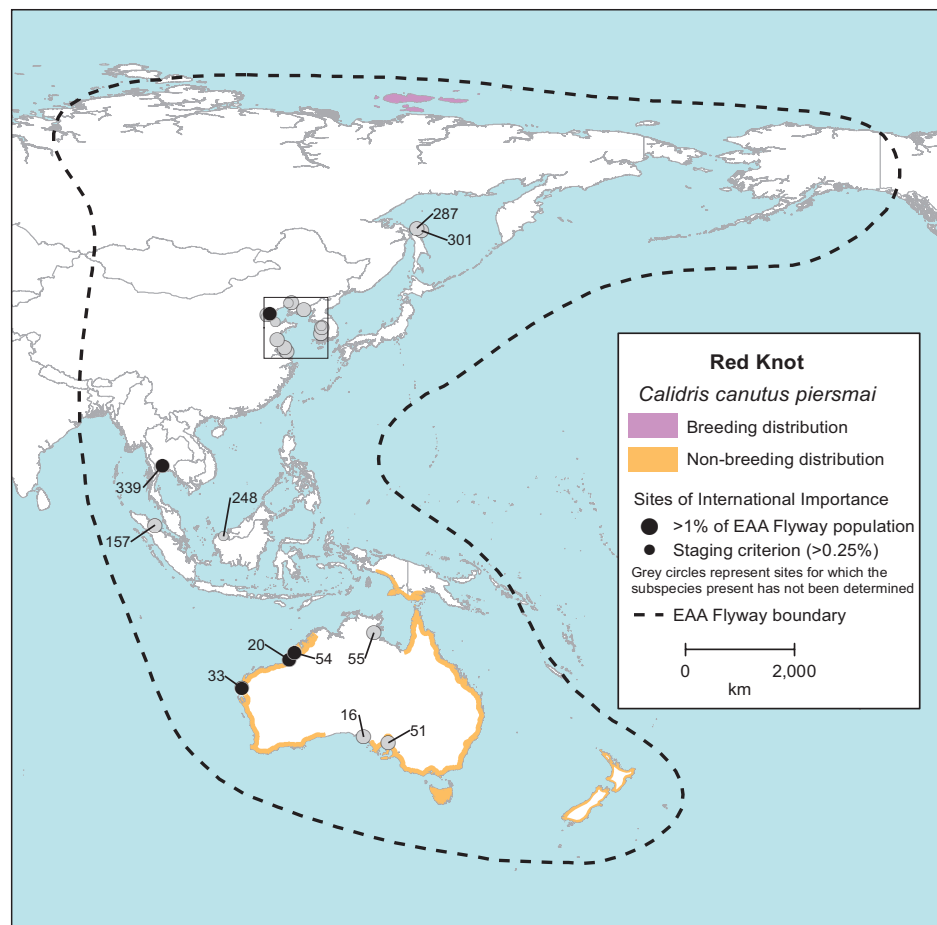 287
301
339
248
157
20
54
55
33
16
51
Red Knot
Calidris canutus piersmai
Breeding distribution
Non-breeding distribution
Sites of International Importance
>1% of EAA Flyway population
Staging criterion (>0.25%)
Grey circles represent sites for which the
subspecies present has not been determined
EAA Flyway boundary
0 2,000
km